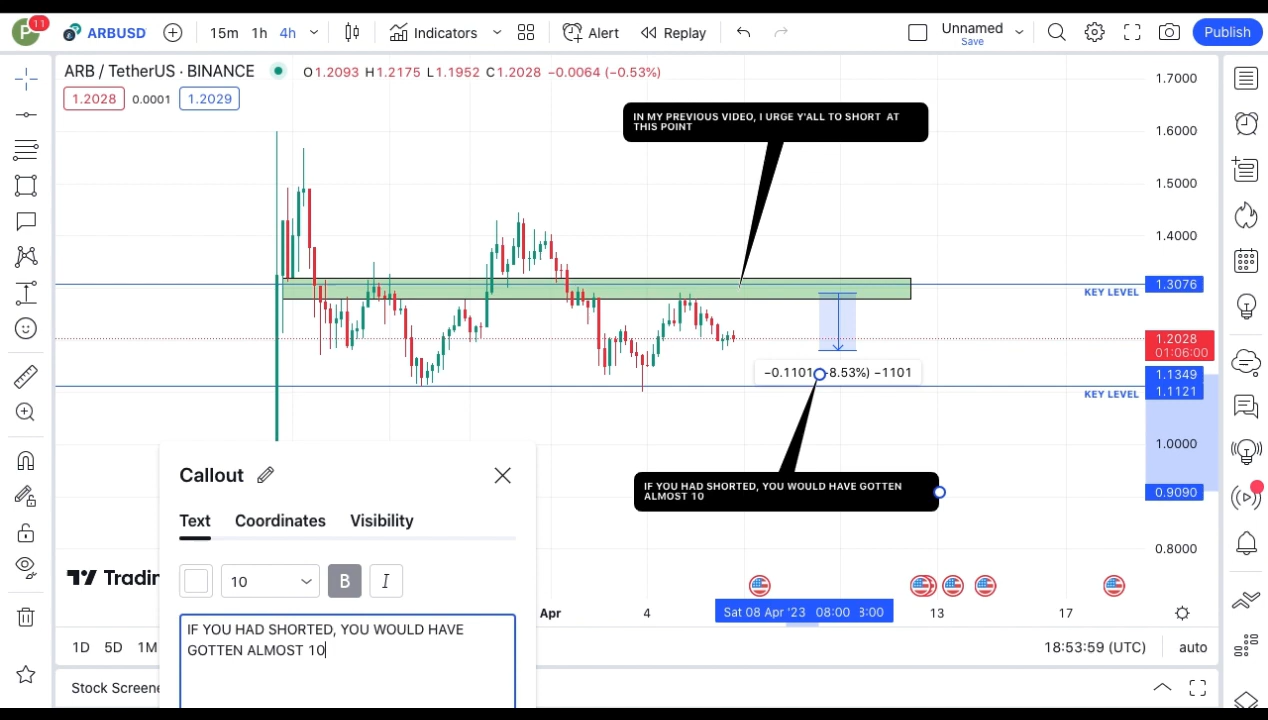 P 11 ARBUSD 15m 1h 4h Indicators Alert Replay Unnamed Save Publish
ARB / TetherUS · BINANCE O1.2093 H1.2175 L1.1952 C1.2028 −0.0064 (−0.53%)
1.2028 0.0001 1.2029
1.7000
1.6000
1.5000
1.4000
1.3076
1.2028
01:06:00
1.1349
1.1121
1.0000
0.9090
0.8000
IN MY PREVIOUS VIDEO, I URGE Y'ALL TO SHORT AT
THIS POINT
KEY LEVEL
−0.1101 -8.53%) −1101
KEY LEVEL
IF YOU HAD SHORTED, YOU WOULD HAVE GOTTEN
ALMOST 10
Callout
Text Coordinates Visibility
10 B I
IF YOU HAD SHORTED, YOU WOULD HAVE
GOTTEN ALMOST 10
Tradin
Apr 4 Sat 08 Apr '23 08:00 3:00 13 17
1D 5D 1M 18:53:59 (UTC) auto
Stock Screene